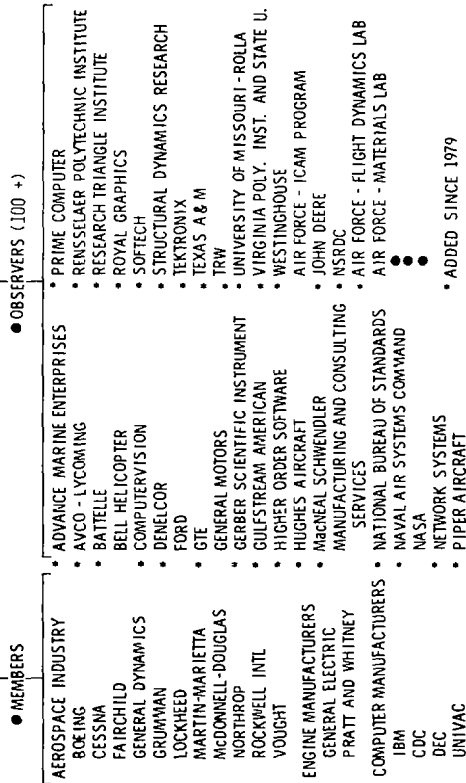 ● MEMBERS
AEROSPACE INDUSTRY
BOEING
CESSNA
FAIRCHILD
GENERAL DYNAMICS
GRUMMAN
LOCKHEED
MARTIN-MARIETTA
McDONNELL-DOUGLAS
NORTHROP
ROCKWELL INTL
VOUGHT
ENGINE MANUFACTURERS
GENERAL ELECTRIC
PRATT AND WHITNEY
COMPUTER MANUFACTURERS
IBM
CDC
DEC
UNIVAC
● OBSERVERS (100 +)
* ADVANCE MARINE ENTERPRISES
* AVCO - LYCOMING
* BATTELLE
BELL HELICOPTER
* COMPUTERVISION
* DENELCOR
FORD
* GTE
GENERAL MOTORS
* GERBER SCIENTIFIC INSTRUMENT
* GULFSTREAM AMERICAN
* HIGHER ORDER SOFTWARE
* HUGHES AIRCRAFT
* MacNEAL SCHWENDLER
* MANUFACTURING AND CONSULTING
SERVICES
* NATIONAL BUREAU OF STANDARDS
* NAVAL AIR SYSTEMS COMMAND
NASA
* NETWORK SYSTEMS
* PIPER AIRCRAFT
* PRIME COMPUTER
* RENSSELAER POLYTECHNIC INSTITUTE
* RESEARCH TRIANGLE INSTITUTE
* ROYAL GRAPHICS
* SOFTECH
* STRUCTURAL DYNAMICS RESEARCH
TEKTRONIX
* TEXAS A & M
TRW
* UNIVERSITY OF MISSOURI - ROLLA
* VIRGINIA POLY. INST. AND STATE U.
* WESTINGHOUSE
AIR FORCE - ICAM PROGRAM
* JOHN DEERE
* NSRDC
* AIR FORCE - FLIGHT DYNAMICS LAB
AIR FORCE - MATERIALS LAB
●
●
●
* ADDED SINCE 1979